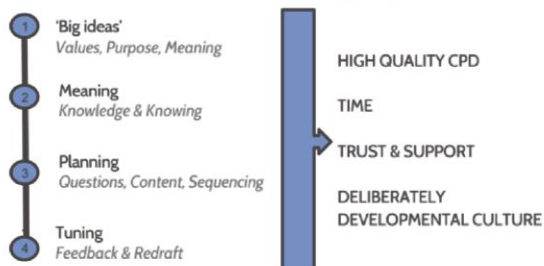 1
'Big ideas'
Values, Purpose, Meaning
2
Meaning
Knowledge & Knowing
3
Planning
Questions, Content, Sequencing
4
Tuning
Feedback & Redraft
HIGH QUALITY CPD
TIME
TRUST & SUPPORT
DELIBERATELY
DEVELOPMENTAL CULTURE